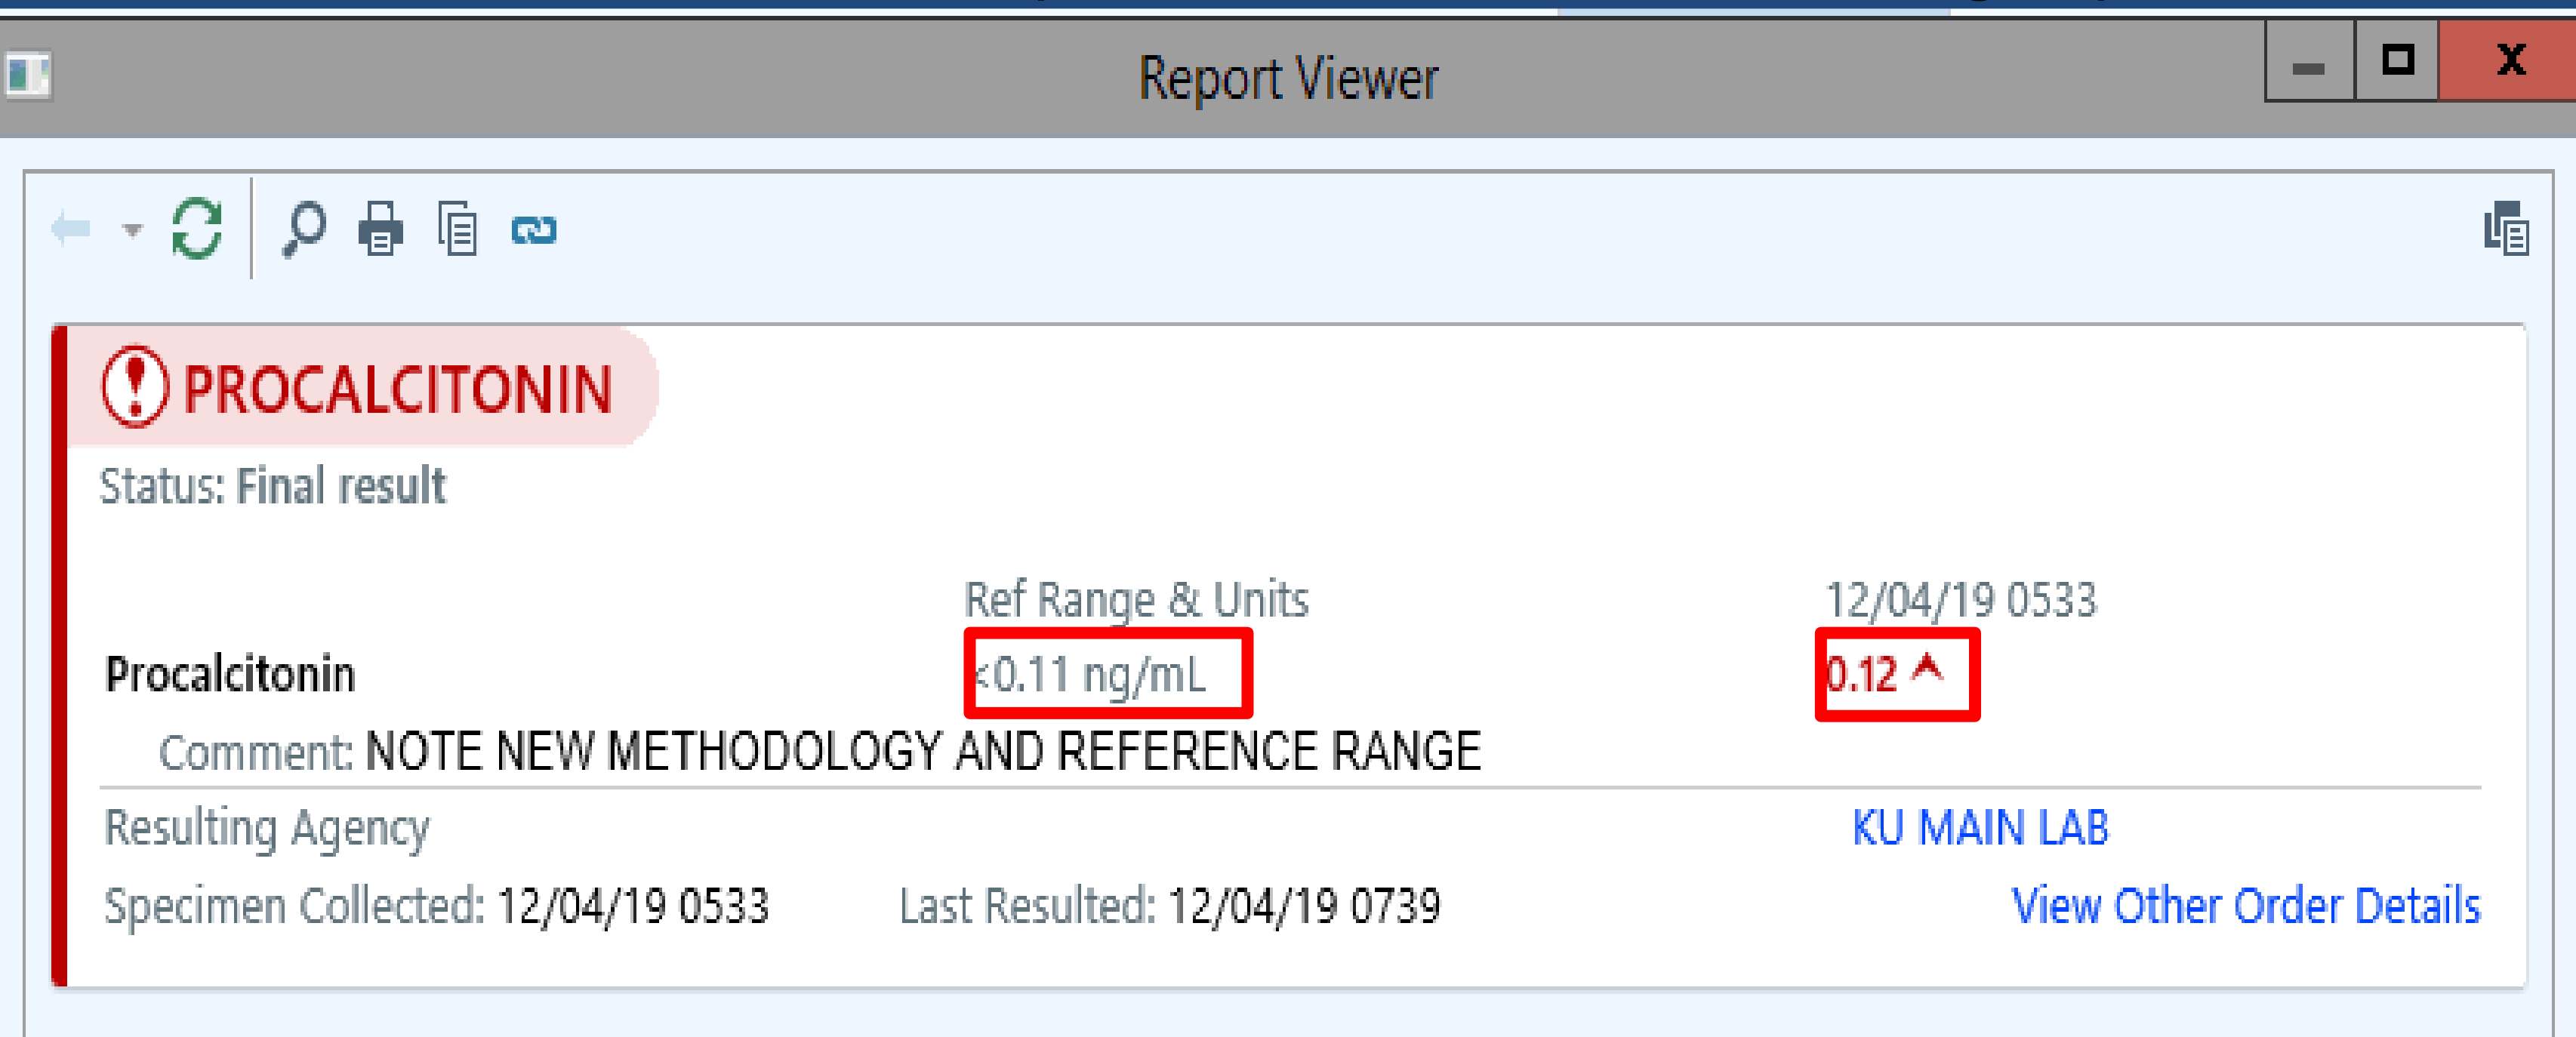 Report Viewer
PROCALCITONIN
Status: Final result
Ref Range & Units 12/04/19 0533
Procalcitonin <0.11 ng/mL 0.12 ^
Comment: NOTE NEW METHODOLOGY AND REFERENCE RANGE
Resulting Agency KU MAIN LAB
Specimen Collected: 12/04/19 0533 Last Resulted: 12/04/19 0739 View Other Order Details